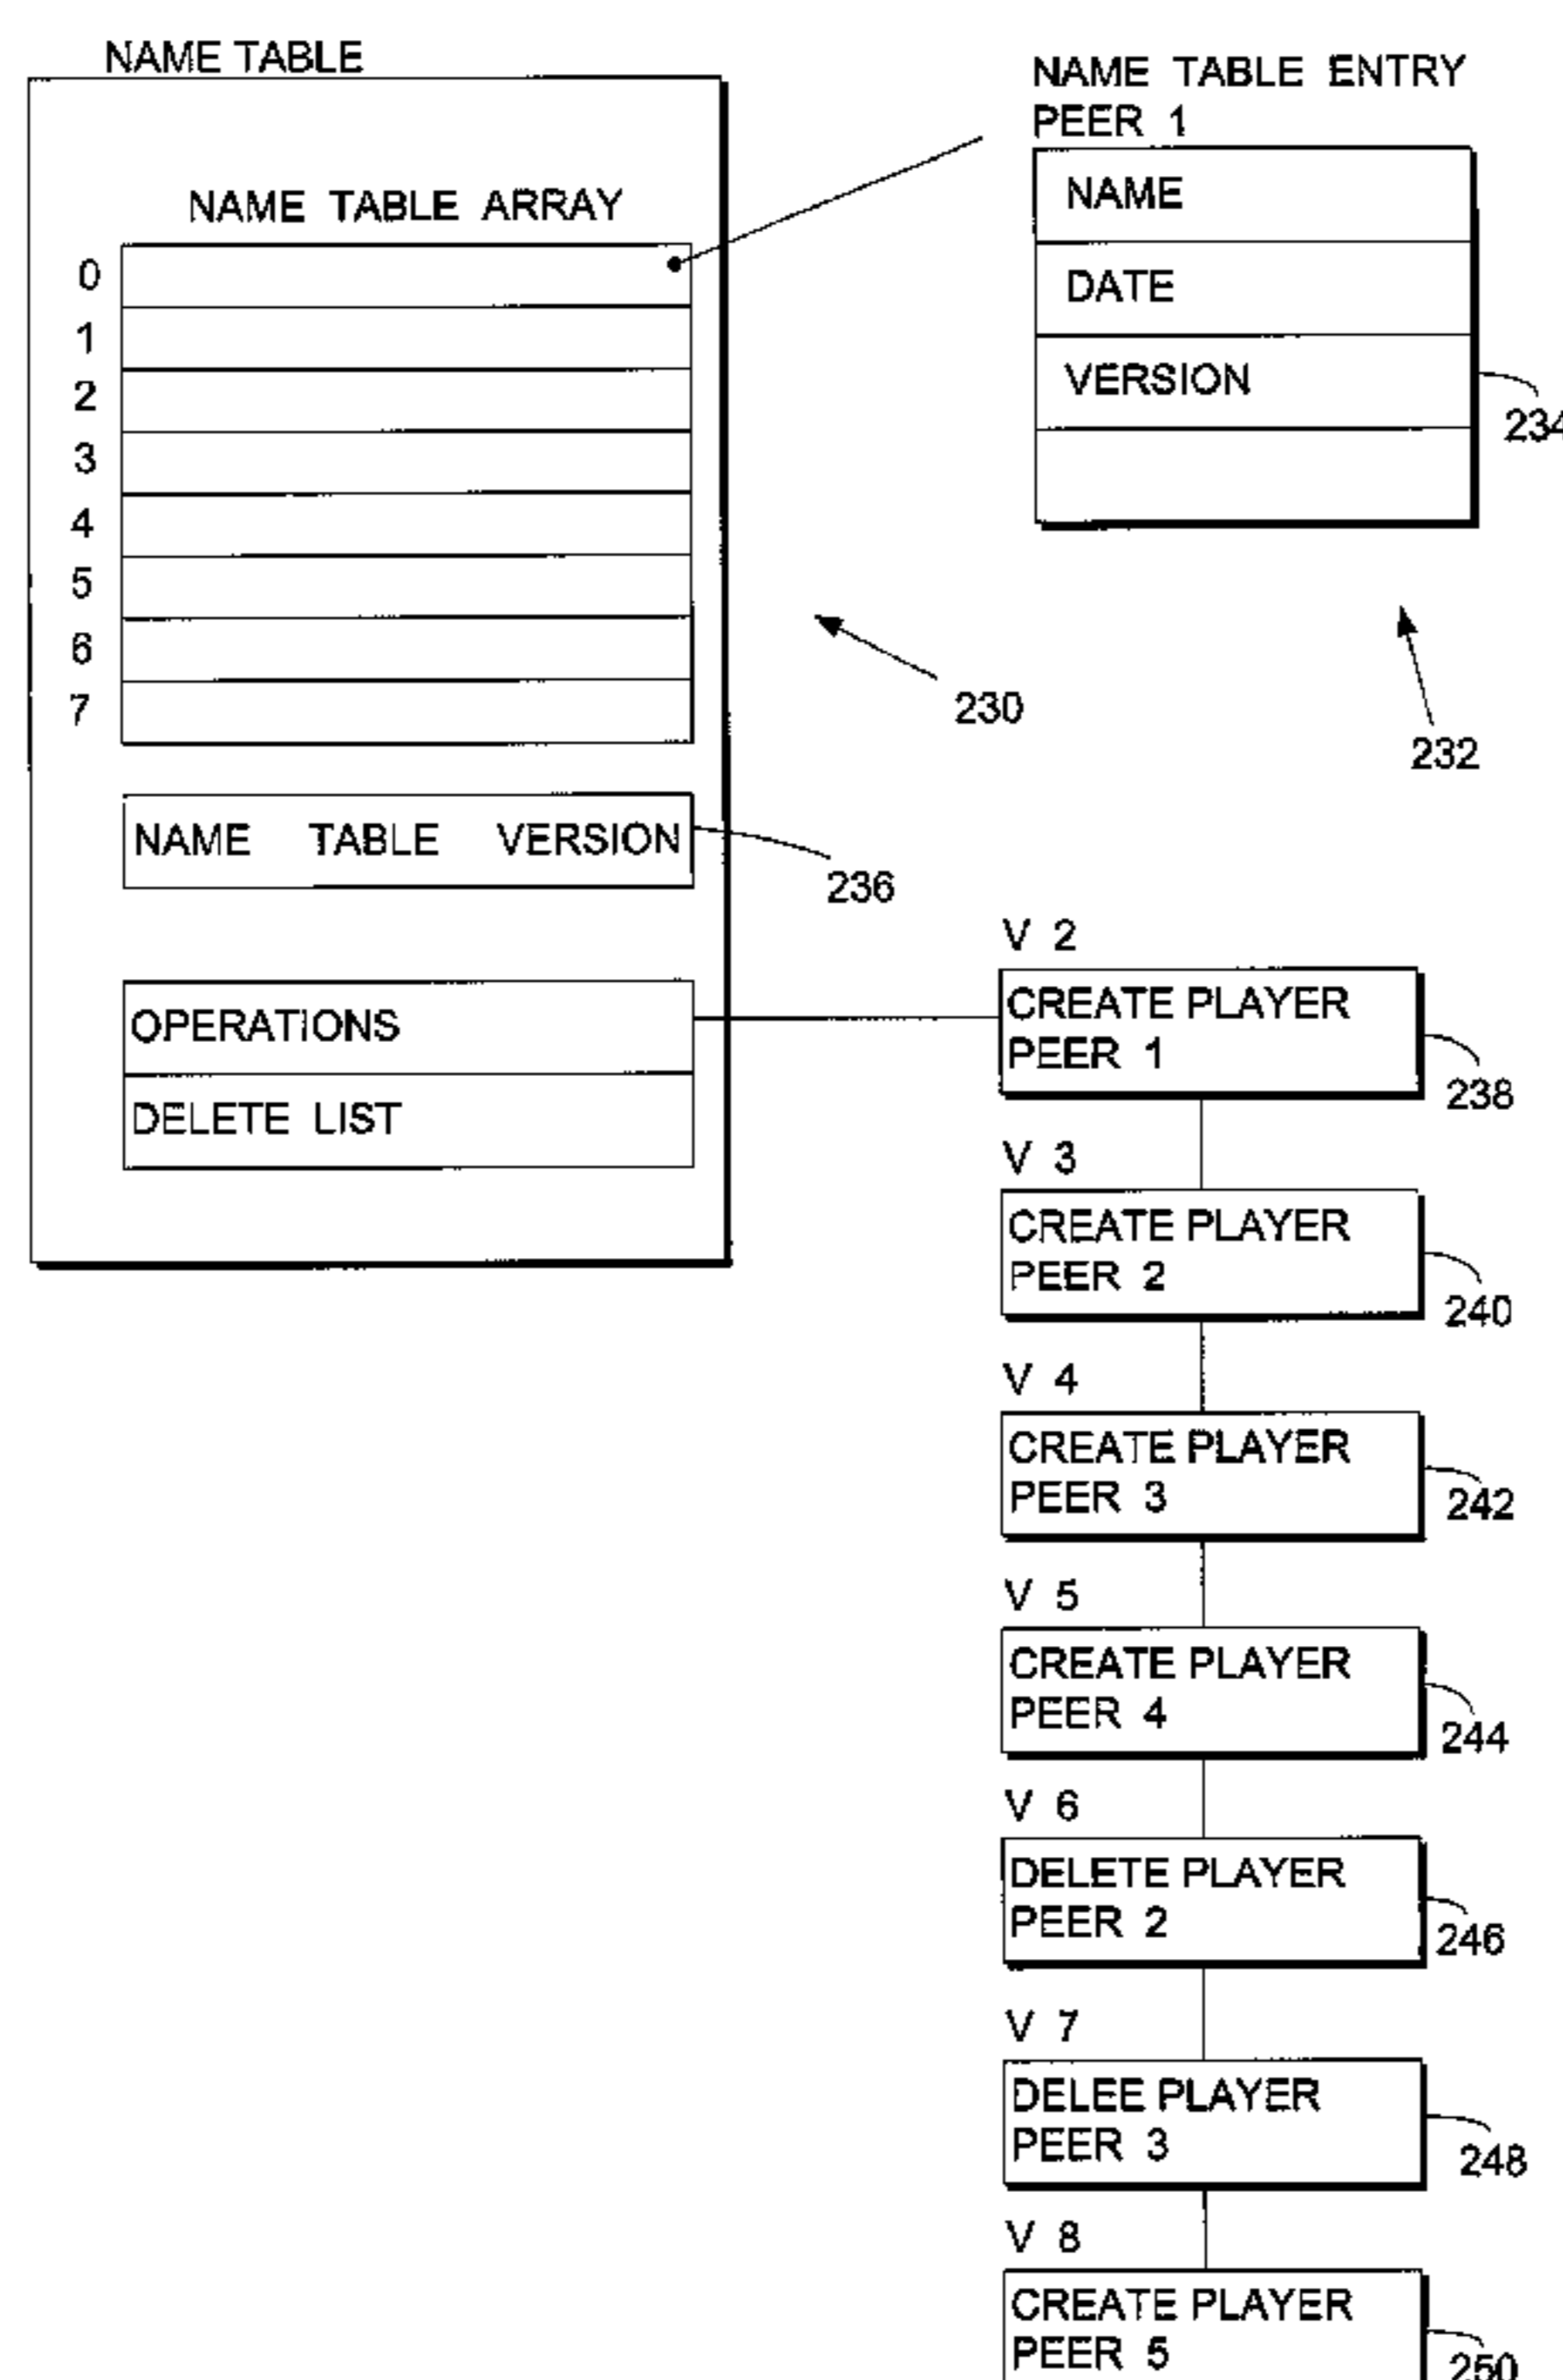 NAME TABLE
NAME TABLE ARRAY
0
1
2
3
4
5
6
7
230
NAME TABLE VERSION
236
OPERATIONS
DELETE LIST
NAME TABLE ENTRY
PEER 1
NAME
DATE
VERSION
234
232
V 2
CREATE PLAYER
PEER 1
238
V 3
CREATE PLAYER
PEER 2
240
V 4
CREATE PLAYER
PEER 3
242
V 5
CREATE PLAYER
PEER 4
244
V 6
DELETE PLAYER
PEER 2
246
V 7
DELEE PLAYER
PEER 3
248
V 8
CREATE PLAYER
PEER 5
250